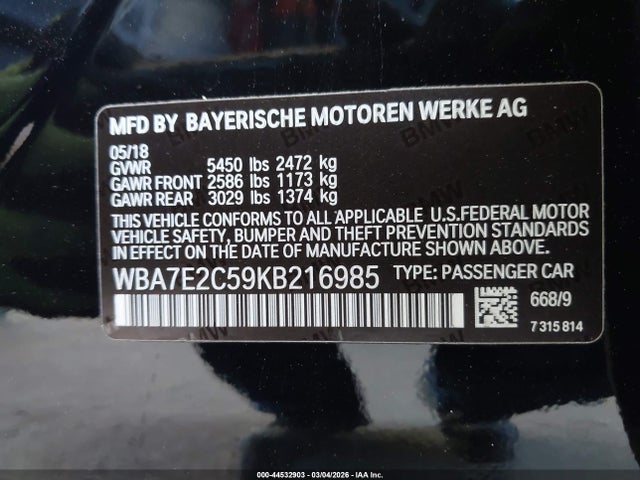 MFD BY BAYERISCHE MOTOREN WERKE AG
05/18
GVWR 5450 lbs 2472 kg
GAWR FRONT 2586 lbs 1173 kg
GAWR REAR 3029 lbs 1374 kg
THIS VEHICLE CONFORMS TO ALL APPLICABLE U.S.FEDERAL MOTOR
VEHICLE SAFETY, BUMPER AND THEFT PREVENTION STANDARDS
IN EFFECT ON THE DATE OF MANUFACTURE SHOWN ABOVE.
WBA7E2C59KB216985 TYPE: PASSENGER CAR
668/9
7 315 814
000-44532903 — 03/04/2026 — IAA Inc.